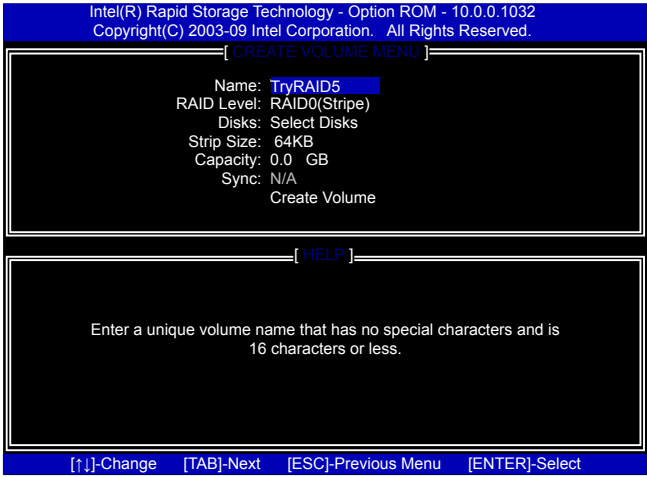 Intel(R) Rapid Storage Technology - Option ROM - 10.0.0.1032
Copyright(C) 2003-09 Intel Corporation. All Rights Reserved.
[ CREATE VOLUME MENU ]
Name: TryRAID5
RAID Level: RAID0(Stripe)
Disks: Select Disks
Strip Size: 64KB
Capacity: 0.0 GB
Sync: N/A
Create Volume
[ HELP ]
Enter a unique volume name that has no special characters and is
16 characters or less.
[↑↓]-Change [TAB]-Next [ESC]-Previous Menu [ENTER]-Select